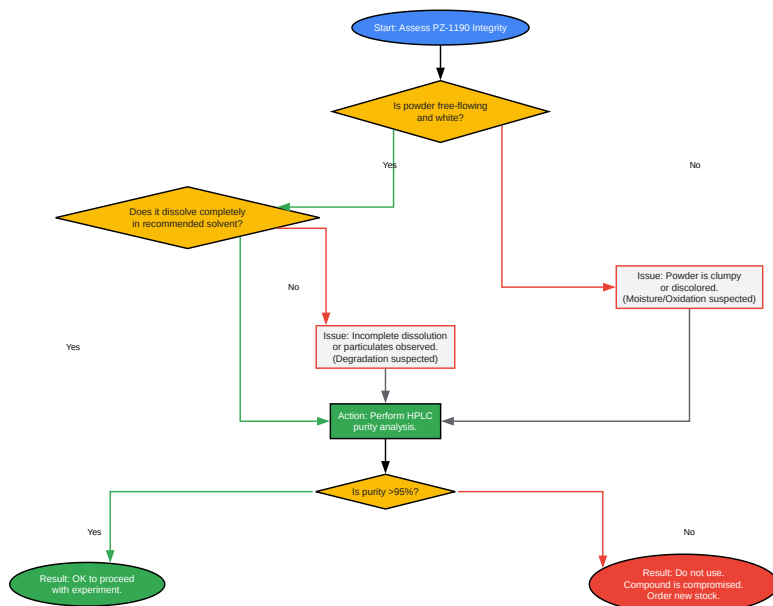 Start: Assess PZ-1190 Integrity
Is powder free-flowing
and white?
Yes
No
Does it dissolve completely
in recommended solvent?
Issue: Powder is clumpy
or discolored.
(Moisture/Oxidation suspected)
No
Yes
Issue: Incomplete dissolution
or particulates observed.
(Degradation suspected)
Action: Perform HPLC
purity analysis.
Is purity >95%?
Yes
No
Result: OK to proceed
with experiment.
Result: Do not use.
Compound is compromised.
Order new stock.